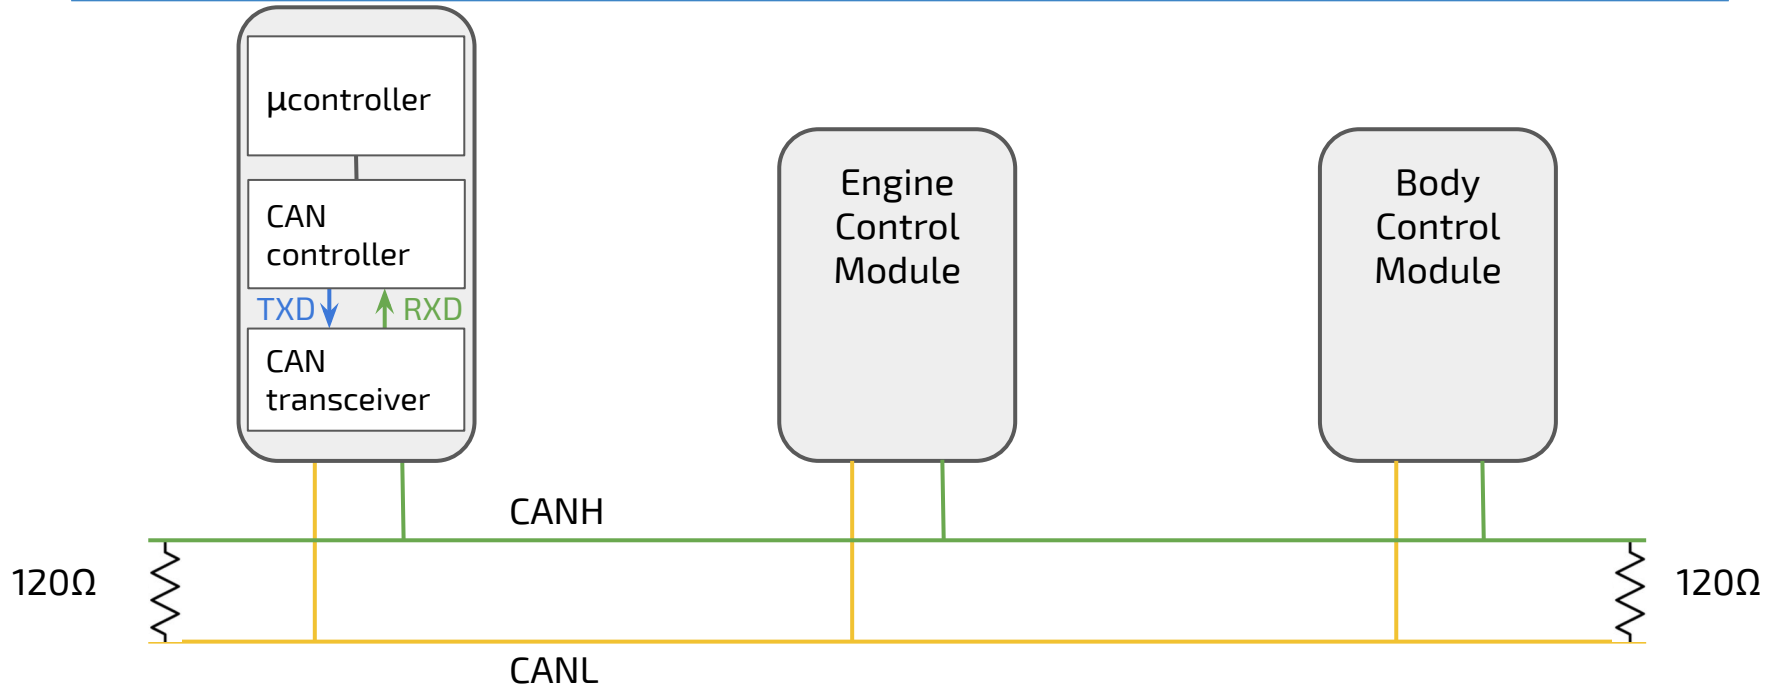 μcontroller
CAN
controller
TXD
RXD
CAN
transceiver
Engine
Control
Module
Body
Control
Module
CANH
120Ω
120Ω
CANL